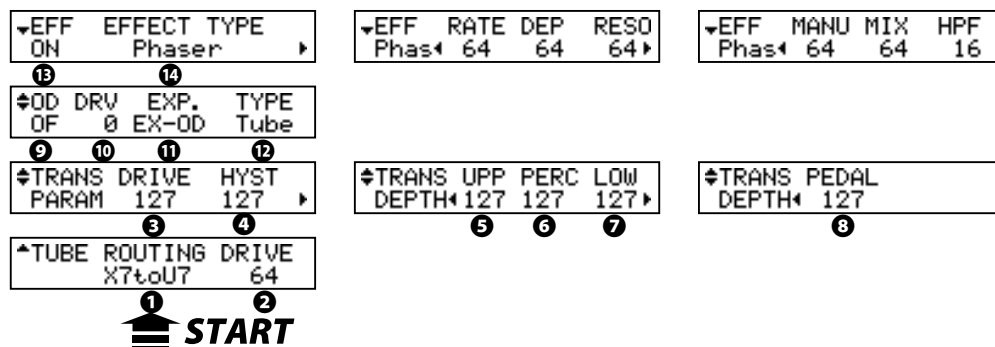 EFF EFFECT TYPE
ON Phaser
13 14
EFF RATE DEP RESO
Phas 64 64 64
EFF MANU MIX HPF
Phas 64 64 16
OD DRV EXP. TYPE
OF 0 EX-OD Tube
9 10 11 12
TRANS DRIVE HYST
PARAM 127 127
3 4
TRANS UPP PERC LOW
DEPTH 127 127 127
5 6 7
TRANS PEDAL
DEPTH 127
8
TUBE ROUTING DRIVE
X7toU7 64
1 2
START